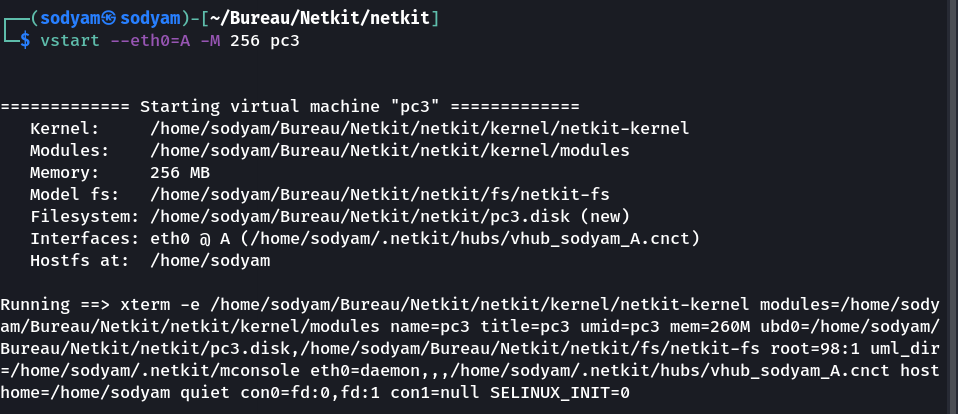 ┌──(sodyam㉿sodyam)-[~/Bureau/Netkit/netkit]
└─$ vstart --eth0=A -M 256 pc3
============= Starting virtual machine "pc3" =============
   Kernel:     /home/sodyam/Bureau/Netkit/netkit/kernel/netkit-kernel
   Modules:    /home/sodyam/Bureau/Netkit/netkit/kernel/modules
   Memory:     256 MB
   Model fs:   /home/sodyam/Bureau/Netkit/netkit/fs/netkit-fs
   Filesystem: /home/sodyam/Bureau/Netkit/netkit/pc3.disk (new)
   Interfaces: eth0 @ A (/home/sodyam/.netkit/hubs/vhub_sodyam_A.cnct)
   Hostfs at:  /home/sodyam
Running ==> xterm -e /home/sodyam/Bureau/Netkit/netkit/kernel/netkit-kernel modules=/home/sody
am/Bureau/Netkit/netkit/kernel/modules name=pc3 title=pc3 umid=pc3 mem=260M ubd0=/home/sodyam/
Bureau/Netkit/netkit/pc3.disk,/home/sodyam/Bureau/Netkit/netkit/fs/netkit-fs root=98:1 uml_dir
=/home/sodyam/.netkit/mconsole eth0=daemon,,,/home/sodyam/.netkit/hubs/vhub_sodyam_A.cnct host
home=/home/sodyam quiet con0=fd:0,fd:1 con1=null SELINUX_INIT=0